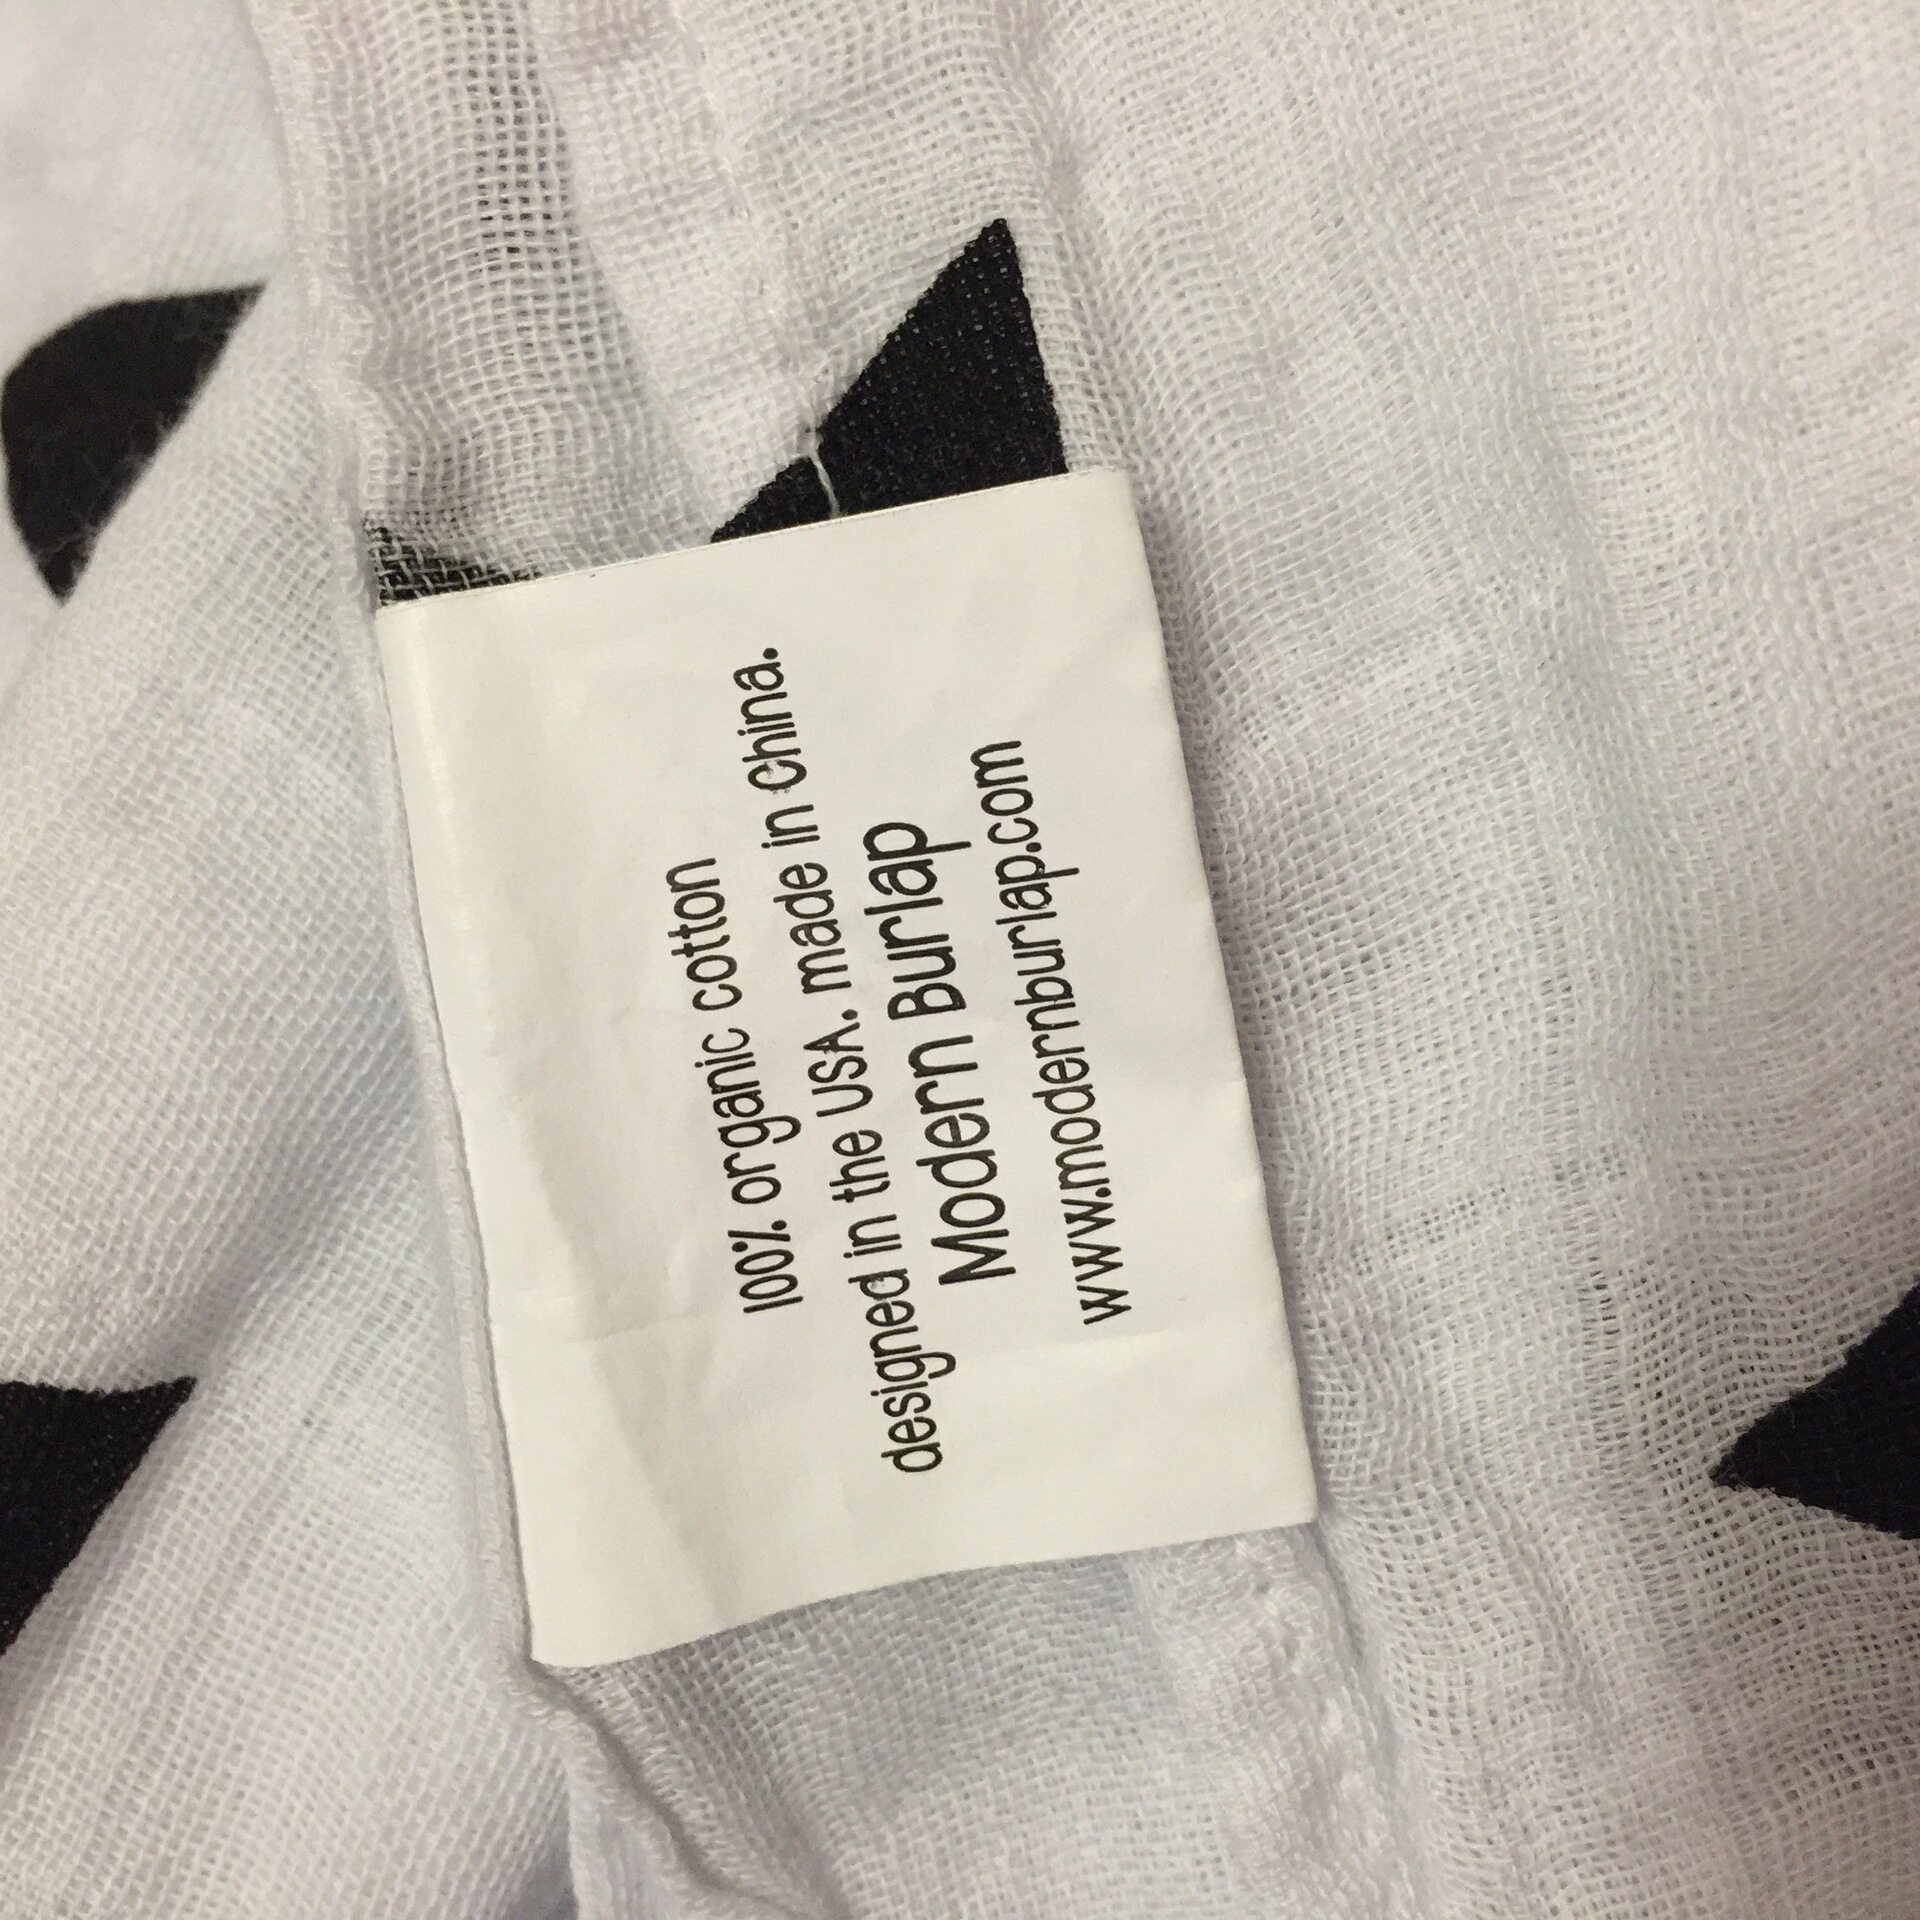 100% organic cotton
designed in the USA. made in China.
Modern Burlap
www.modernburlap.com